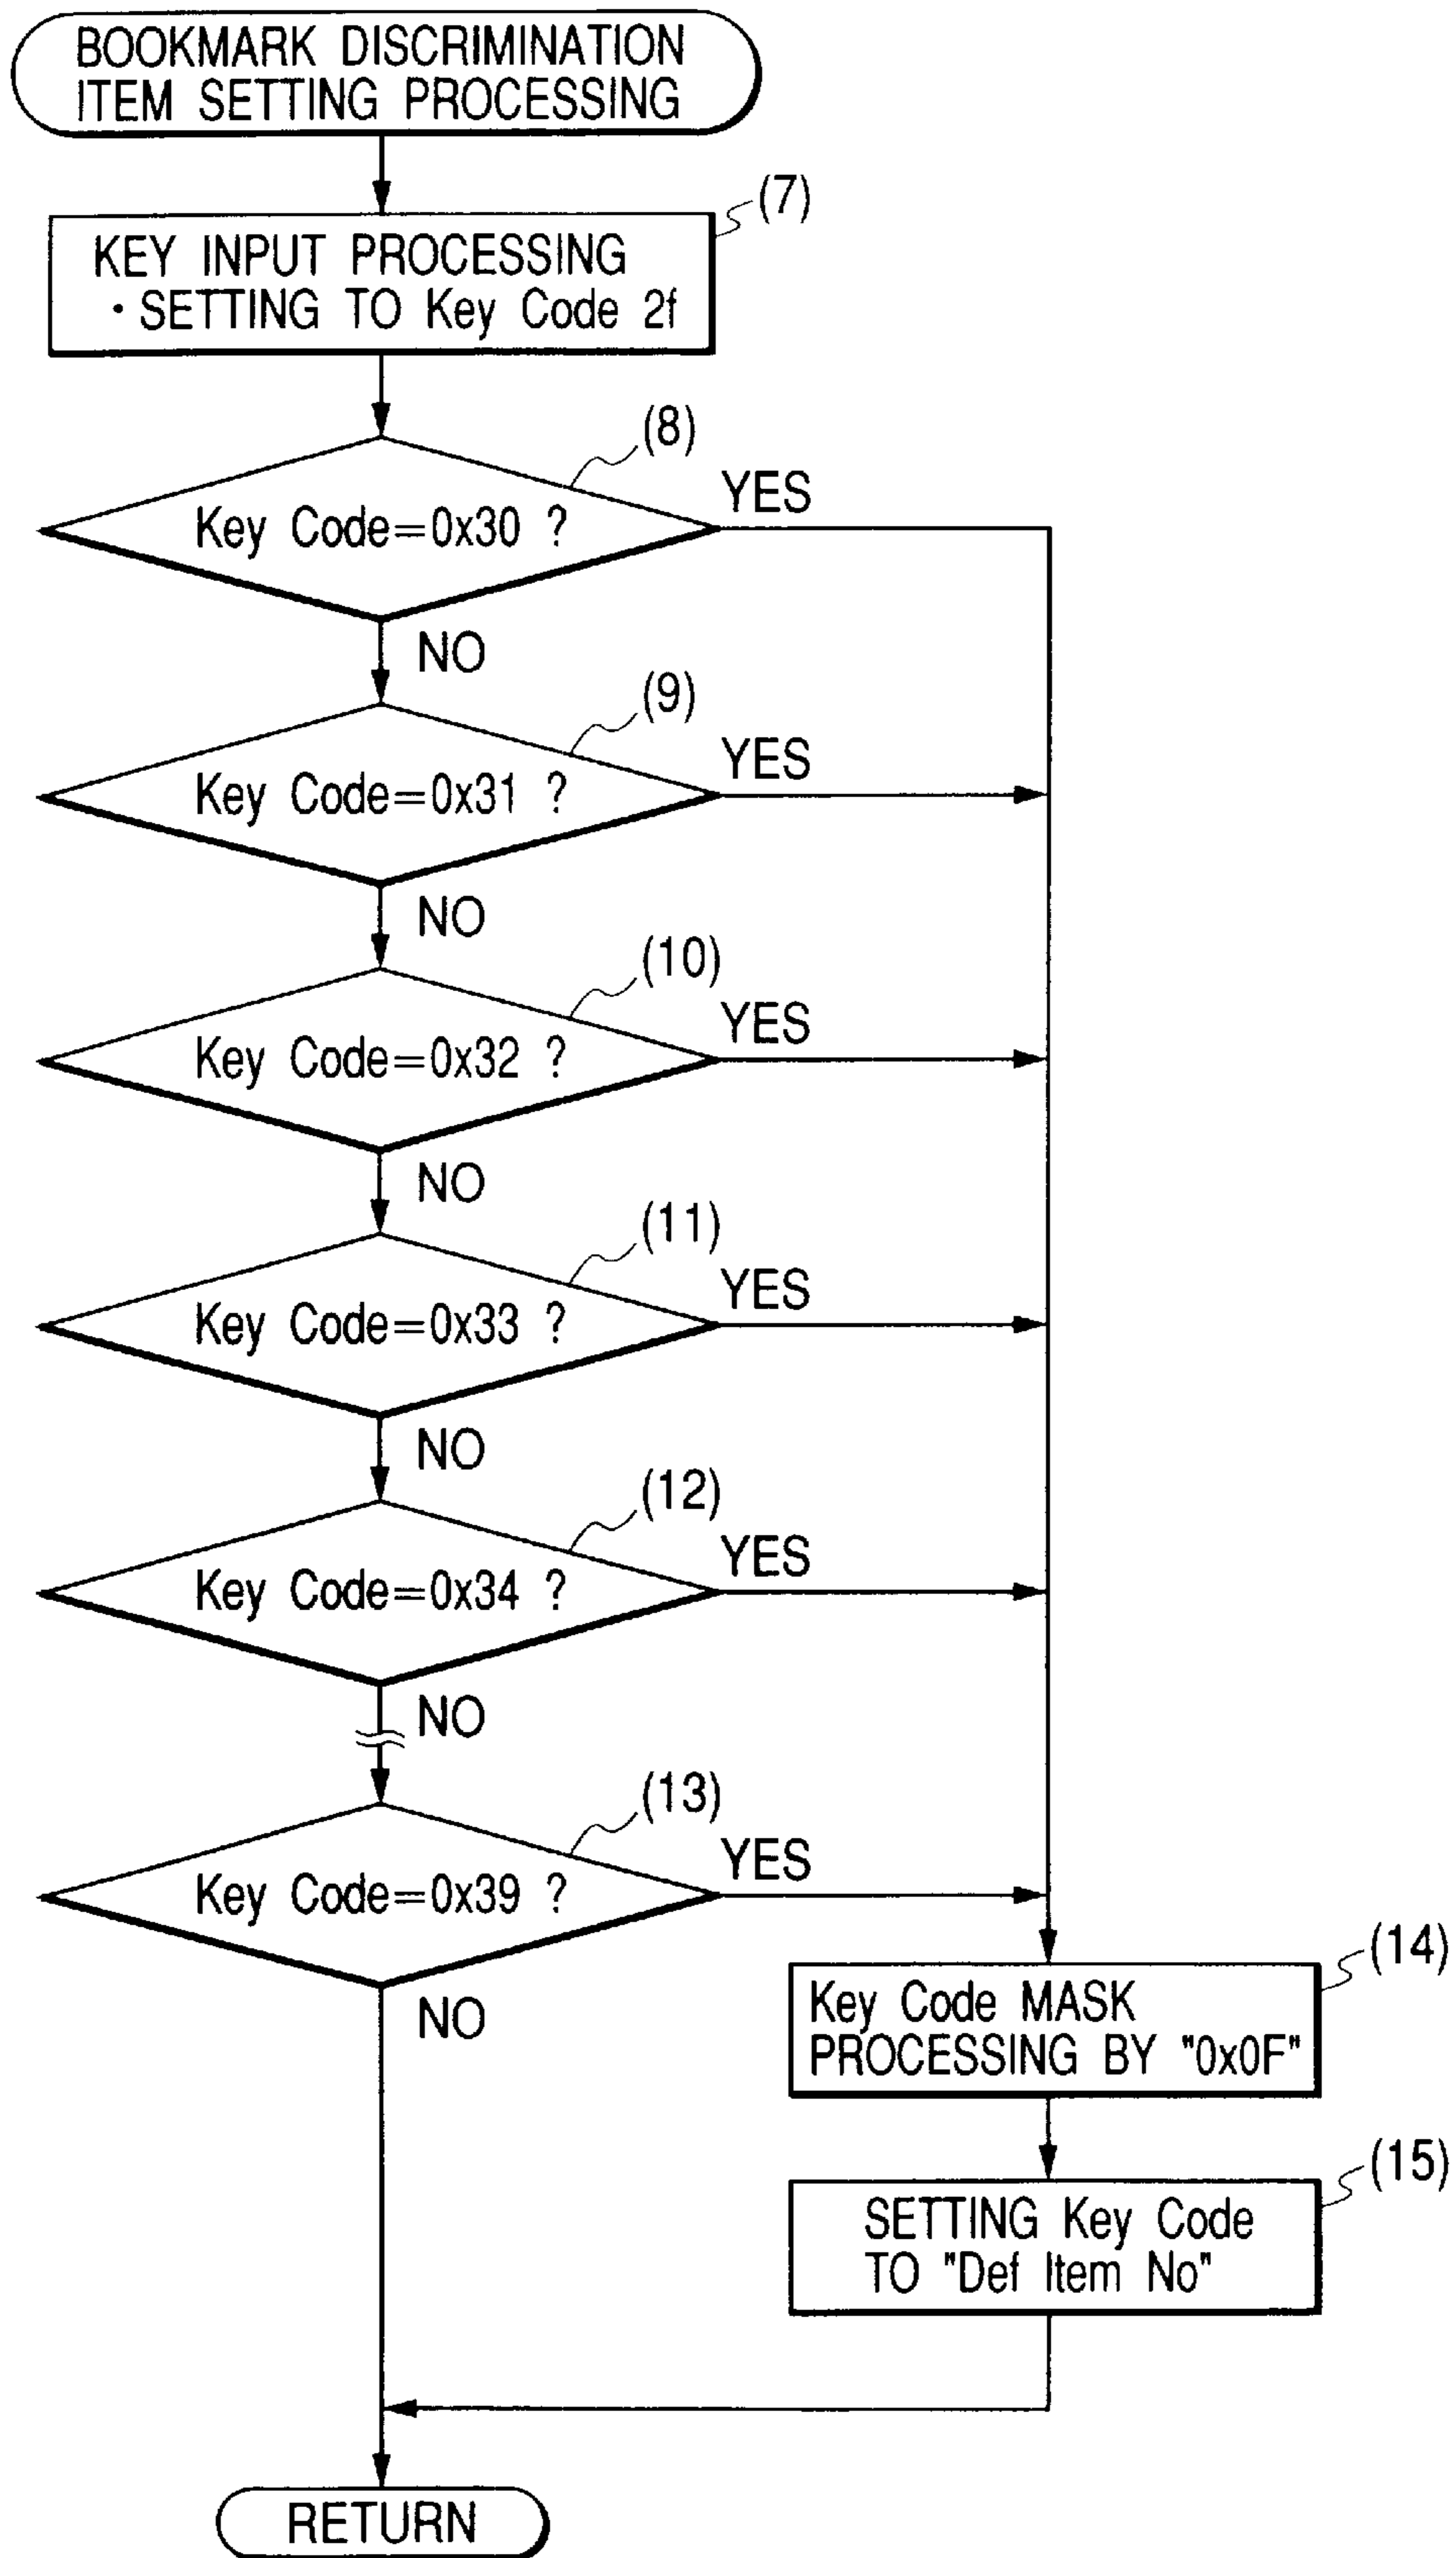 BOOKMARK DISCRIMINATION
ITEM SETTING PROCESSING
(7)
KEY INPUT PROCESSING
・SETTING TO Key Code 2f
(8)
Key Code=0x30 ?
YES
NO
(9)
Key Code=0x31 ?
YES
NO
(10)
Key Code=0x32 ?
YES
NO
(11)
Key Code=0x33 ?
YES
NO
(12)
Key Code=0x34 ?
YES
NO
(13)
Key Code=0x39 ?
YES
NO
(14)
Key Code MASK
PROCESSING BY "0x0F"
(15)
SETTING Key Code
TO "Def Item No"
RETURN